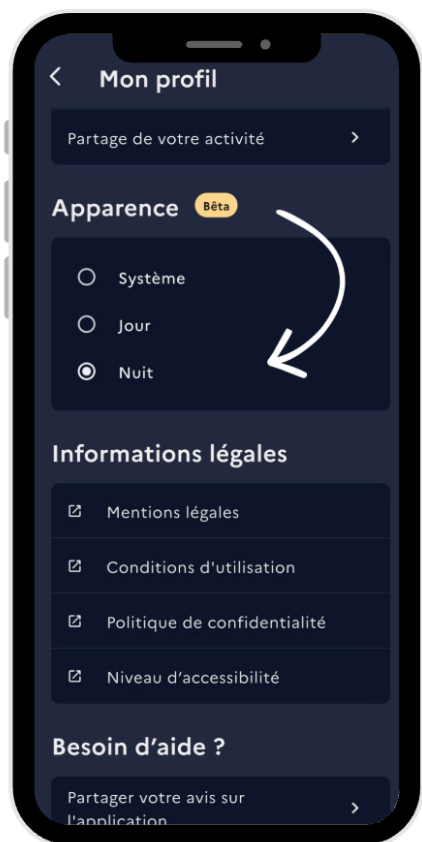 Mon profil
Partage de votre activité
Apparence Bêta
Système
Jour
Nuit
Informations légales
Mentions légales
Conditions d'utilisation
Politique de confidentialité
Niveau d’accessibilité
Besoin d’aide ?
Partager votre avis sur
l'application